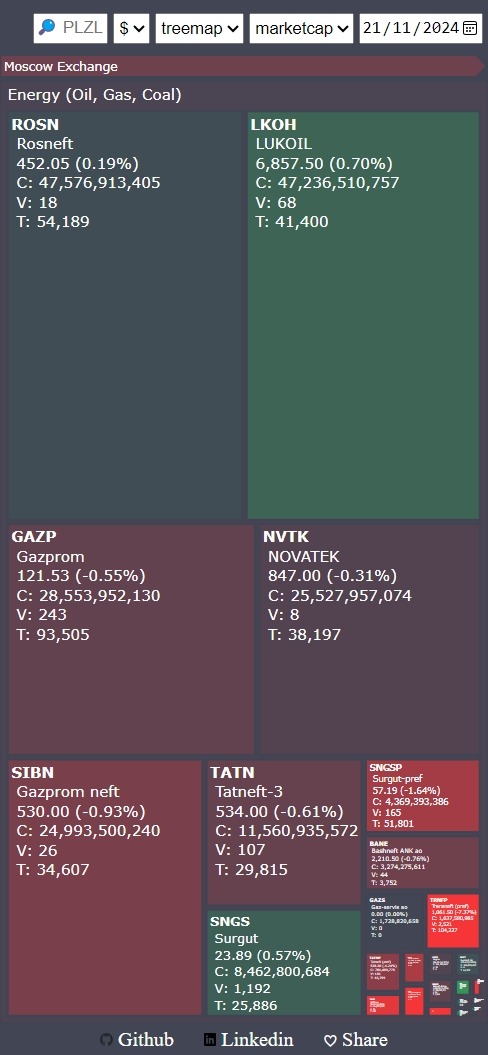 PLZL $ treemap marketcap 21/11/2024
Moscow Exchange
Energy (Oil, Gas, Coal)
ROSN
Rosneft
452.05 (0.19%)
C: 47,576,913,405
V: 18
T: 54,189
LKOH
LUKOIL
6,857.50 (0.70%)
C: 47,236,510,757
V: 68
T: 41,400
GAZP
Gazprom
121.53 (-0.55%)
C: 28,553,952,130
V: 243
T: 93,505
NVTK
NOVATEK
847.00 (-0.31%)
C: 25,527,957,074
V: 8
T: 38,197
SIBN
Gazprom neft
530.00 (-0.93%)
C: 24,993,500,240
V: 26
T: 34,607
TATN
Tatneft-3
534.00 (-0.61%)
C: 11,560,935,572
V: 107
T: 29,815
SNGS
Surgut
23.89 (0.57%)
C: 8,462,800,684
V: 1,192
T: 25,886
SNGSP
Surgut-pref
57.19 (-1.64%)
C: 4,369,393,386
V: 165
T: 51,801
BANE
Bashneft ANK ao
2,210.50 (-0.76%)
C: 3,274,275,611
V: 44
T: 3,752
GAZS
Gaz-servis ao
0.00 (0.00%)
C: 1,728,820,658
V: 0
T: 0
TRNFP
Transneft (pref)
1,061.50 (-7.37%)
V: 2,521
T: 104,227
Github Linkedin Share